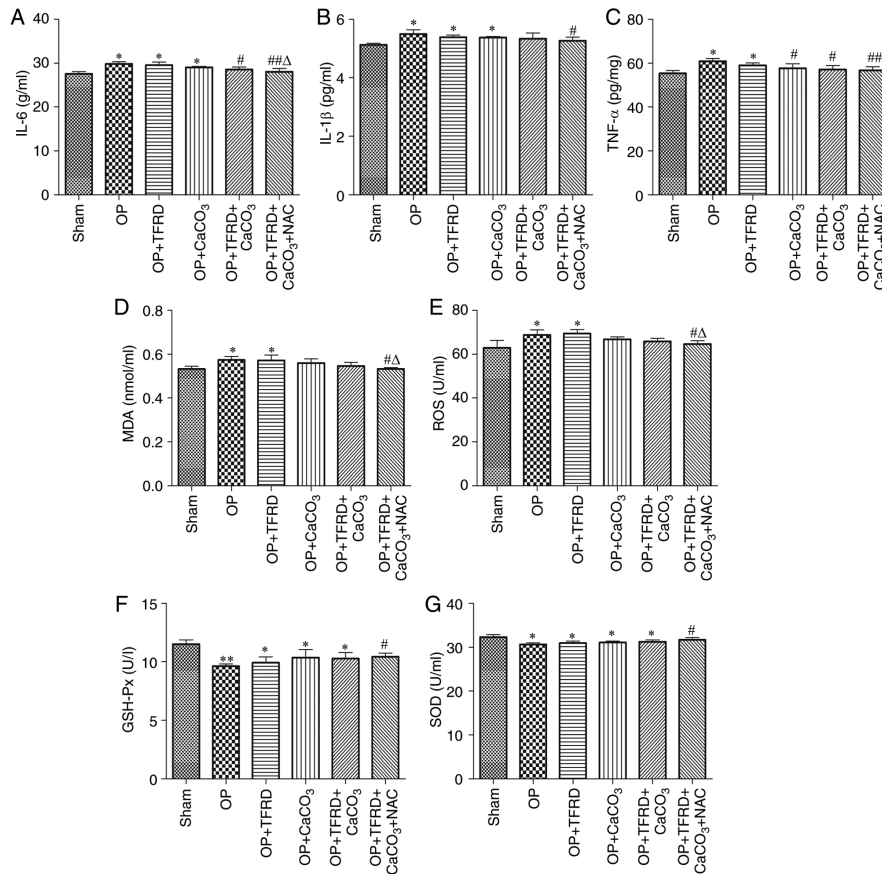 A
IL-6 (g/ml)
40
30
20
10
0
*
*
*
#
##Δ
Sham
OP
OP+TFRD
OP+CaCO3
OP+TFRD+
CaCO3
OP+TFRD+
CaCO3+NAC
B
IL-1β (pg/ml)
6
4
2
0
*
*
*
#
Sham
OP
OP+TFRD
OP+CaCO3
OP+TFRD+
CaCO3
OP+TFRD+
CaCO3+NAC
C
TNF-α (pg/mg)
80
60
40
20
0
*
*
#
#
##
Sham
OP
OP+TFRD
OP+CaCO3
OP+TFRD+
CaCO3
OP+TFRD+
CaCO3+NAC
D
MDA (nmol/ml)
0.8
0.6
0.4
0.2
0.0
*
*
#Δ
Sham
OP
OP+TFRD
OP+CaCO3
OP+TFRD+
CaCO3
OP+TFRD+
CaCO3+NAC
E
ROS (U/ml)
80
60
40
20
0
*
*
#Δ
Sham
OP
OP+TFRD
OP+CaCO3
OP+TFRD+
CaCO3
OP+TFRD+
CaCO3+NAC
F
GSH-Px (U/l)
15
10
5
0
**
*
*
*
#
Sham
OP
OP+TFRD
OP+CaCO3
OP+TFRD+
CaCO3
OP+TFRD+
CaCO3+NAC
G
SOD (U/ml)
40
30
20
10
0
*
*
*
*
#
Sham
OP
OP+TFRD
OP+CaCO3
OP+TFRD+
CaCO3
OP+TFRD+
CaCO3+NAC